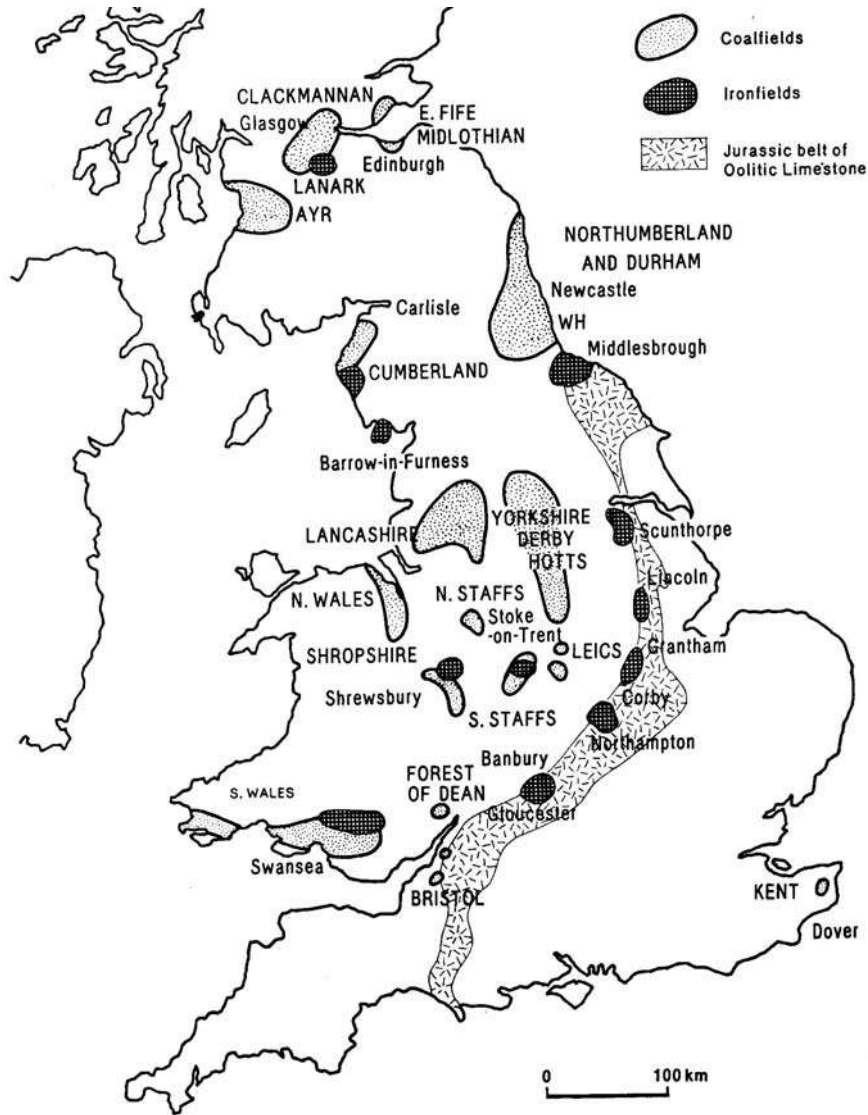 Coalfields
Ironfields
Jurassic belt of
Oolitic Limestone
CLACKMANNAN
Glasgov
E. FIFE
MIDLOTHIAN
Edinburgh
LANARK
AYR
NORTHUMBERLAND
AND DURHAM
Newcastle
WH
Middlesbrough
Carlisle
CUMBERLAND
Barrow-in-Furness
LANCASHIRE
YORKSHIRE
DERBY
HOTTS
Scunthorpe
Lincoln
N. WALES
N. STAFFS
Stoke
-on-Trent
LEICS
Grantham
SHROPSHIRE
Shrewsbury
S. STAFFS
Corby
Northampton
Banbury
FOREST
OF DEAN
Gloucester
S. WALES
Swansea
BRISTOL
KENT
Dover
0 100 km